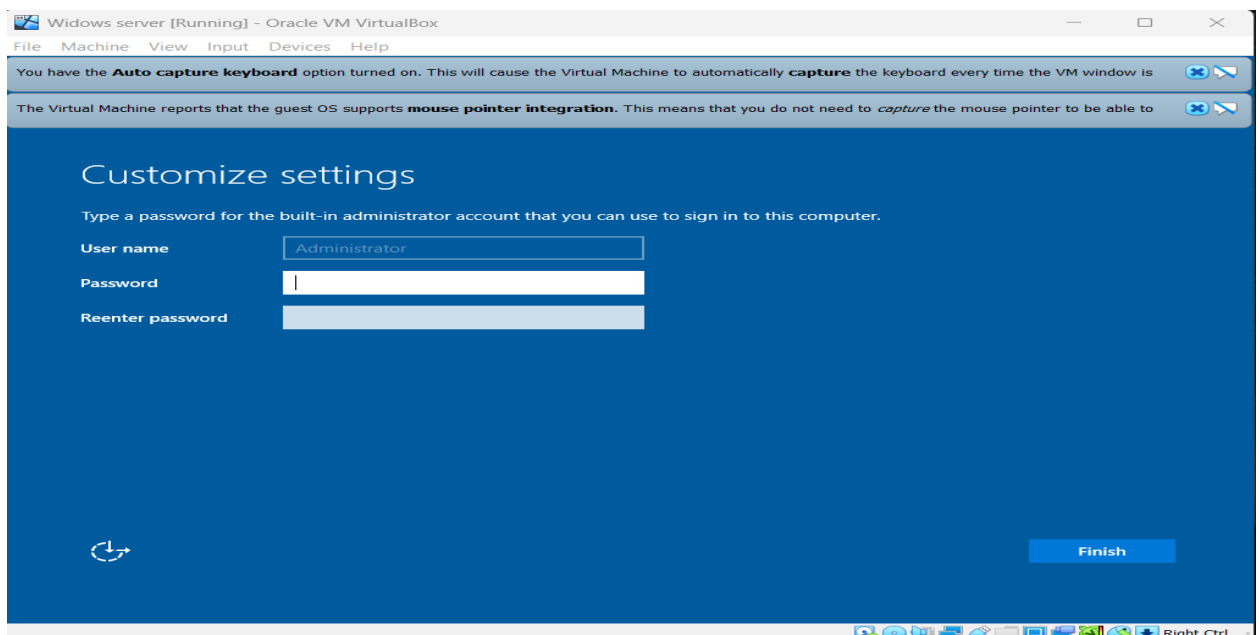 Widows server [Running] - Oracle VM VirtualBox
File Machine View Input Devices Help
You have the Auto capture keyboard option turned on. This will cause the Virtual Machine to automatically capture the keyboard every time the VM window is
The Virtual Machine reports that the guest OS supports mouse pointer integration. This means that you do not need to capture the mouse pointer to be able to
Customize settings
Type a password for the built-in administrator account that you can use to sign in to this computer.
User name Administrator
Password
Reenter password
Finish
Right Ctrl